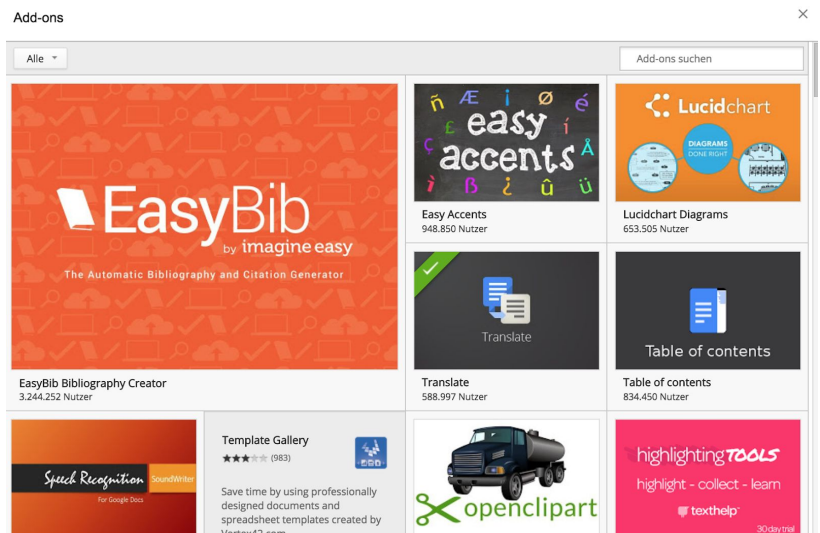 Add-ons
Alle
Add-ons suchen
EasyBib
by imagine easy
The Automatic Bibliography and Citation Generator
EasyBib Bibliography Creator
3.244.252 Nutzer
ñ Æ i Ø é
£ easy í
ç accents Å
ì ß ¿ û ü
Easy Accents
948.850 Nutzer
Lucidchart
DIAGRAMS
DONE RIGHT
Lucidchart Diagrams
653.505 Nutzer
Translate
Translate
588.997 Nutzer
Table of contents
Table of contents
834.450 Nutzer
Speech Recognition SoundWriter
For Google Docs
Template Gallery
(983)
Save time by using professionally
designed documents and
spreadsheet templates created by
Vertex42.com
openclipart
highlighting TOOLS
highlight - collect - learn
texthelp
30 day trial